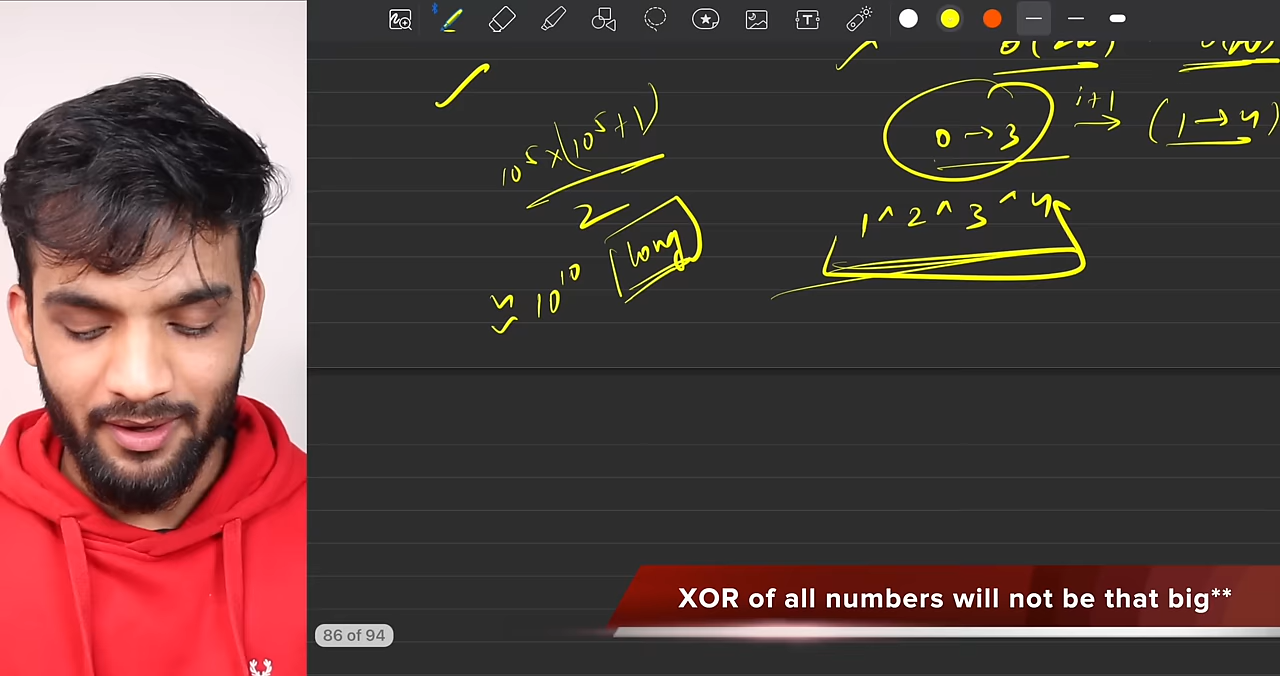 0 → 3
i+1
→
(1 → 4)
10⁵ x (10⁵ + 1)
2
1 ^ 2 ^ 3 ^ 4
≈ 10¹⁰
long
XOR of all numbers will not be that big**
86 of 94